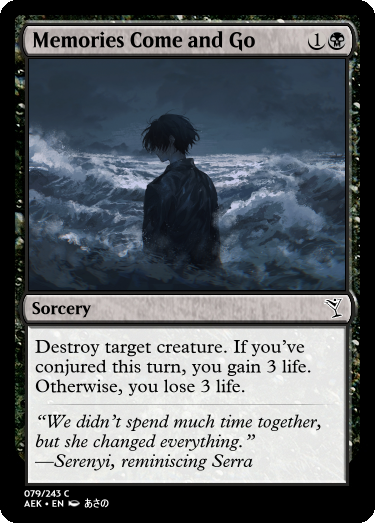 Memories Come and Go 1
Sorcery
Destroy target creature. If you've
conjured this turn, you gain 3 life.
Otherwise, you lose 3 life.
“We didn't spend much time together,
but she changed everything.”
—Serenyi, reminiscing Serra
079/243 C
AEK • EN あさの